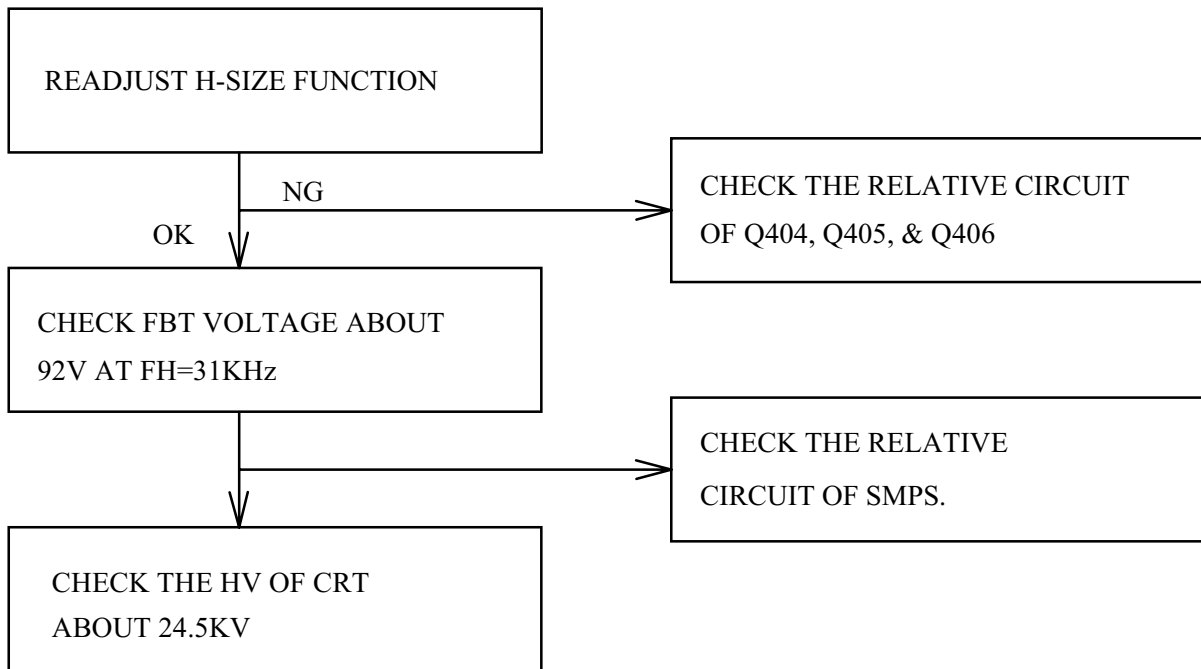 READJUST H-SIZE FUNCTION
NG
OK
CHECK THE RELATIVE CIRCUIT
OF Q404, Q405, & Q406
CHECK FBT VOLTAGE ABOUT
92V AT FH=31KHz
CHECK THE RELATIVE
CIRCUIT OF SMPS.
CHECK THE HV OF CRT
ABOUT 24.5KV